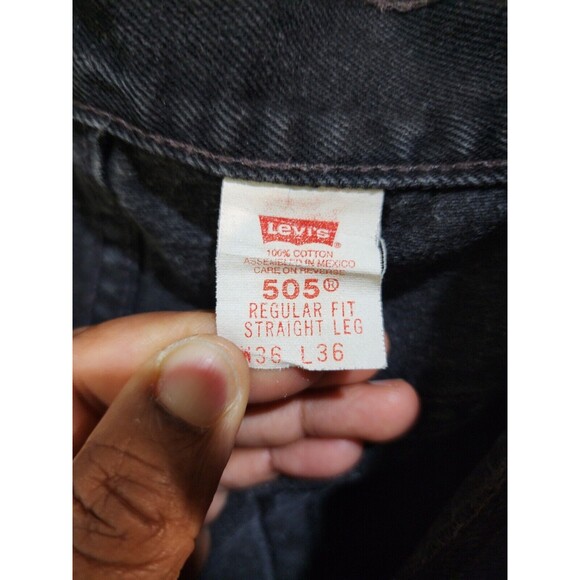 Levi's®
100% COTTON
ASSEMBLED IN MEXICO
CARE ON REVERSE
505®
REGULAR FIT
STRAIGHT LEG
W36 L36